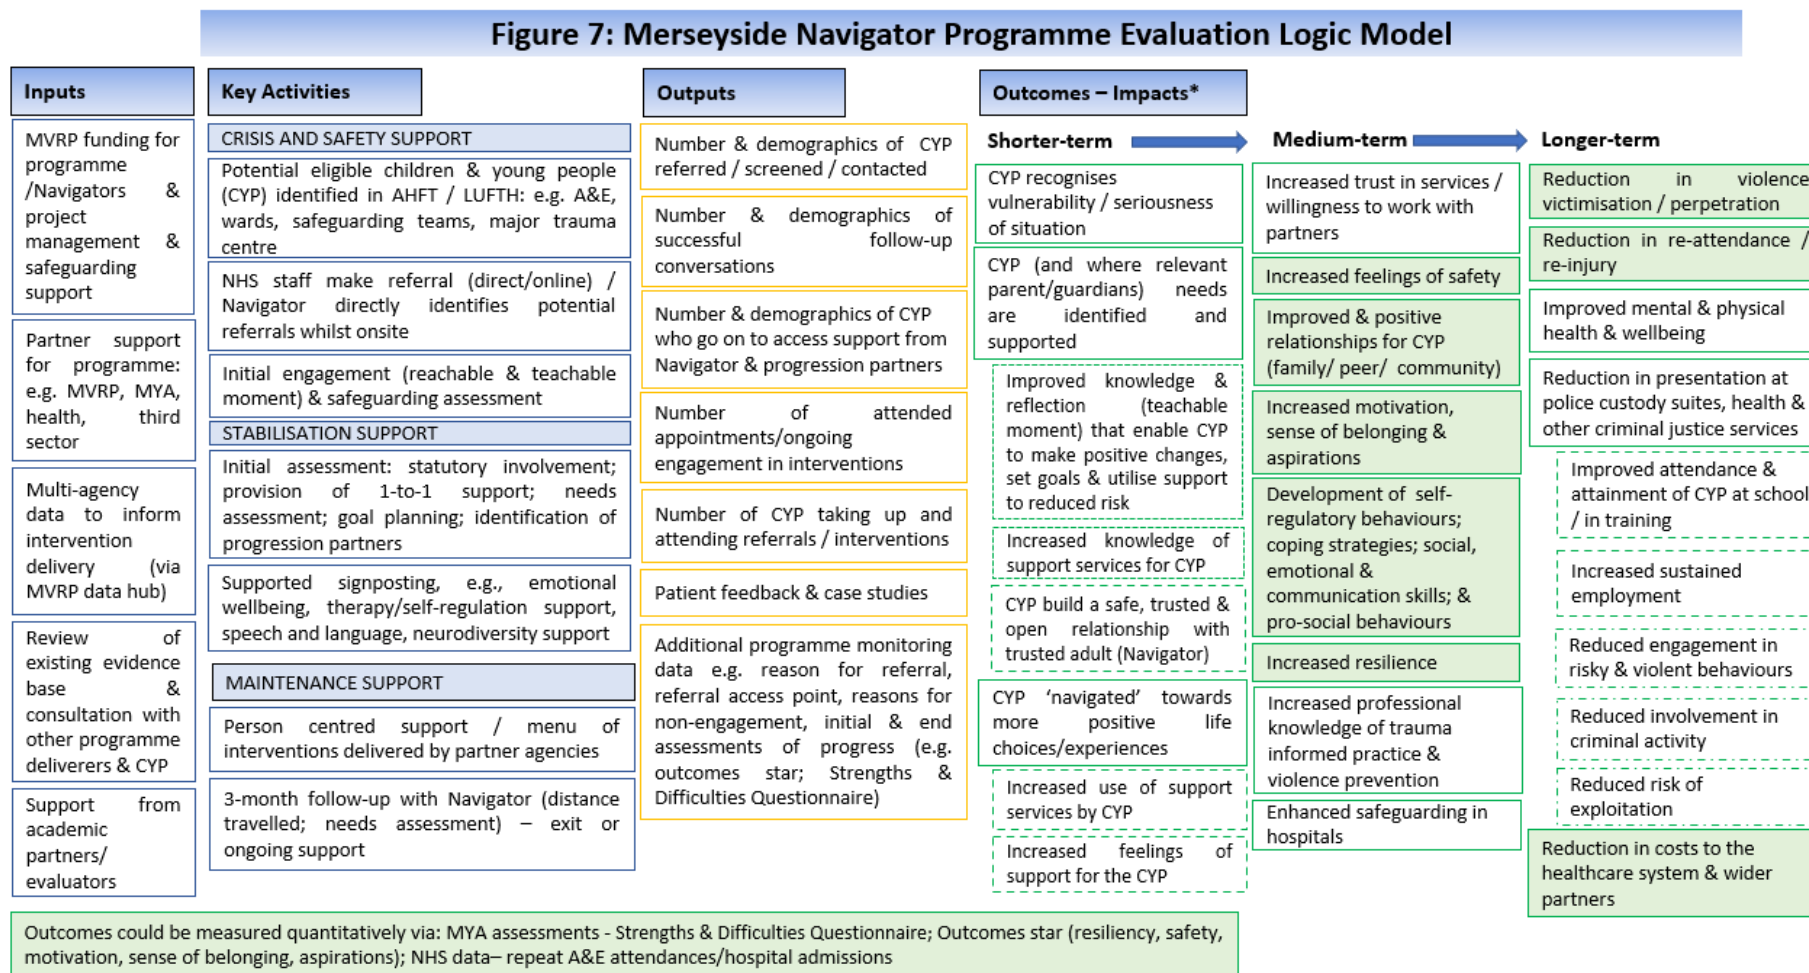 Figure 7: Merseyside Navigator Programme Evaluation Logic Model
Inputs
MVRP funding for
programme
/Navigators &
project
management &
safeguarding
support
Partner support
for programme:
e.g. MVRP, MYA,
health, third
sector
Multi-agency
data to inform
intervention
delivery (via
MVRP data hub)
Review of
existing evidence
base &
consultation with
other programme
deliverers & CYP
Support from
academic
partners/
evaluators
Key Activities
CRISIS AND SAFETY SUPPORT
Potential eligible children & young people
(CYP) identified in AHFT / LUFTH: e.g. A&E,
wards, safeguarding teams, major trauma
centre
NHS staff make referral (direct/online) /
Navigator directly identifies potential
referrals whilst onsite
Initial engagement (reachable & teachable
moment) & safeguarding assessment
STABILISATION SUPPORT
Initial assessment: statutory involvement;
provision of 1-to-1 support; needs
assessment; goal planning; identification of
progression partners
Supported signposting, e.g., emotional
wellbeing, therapy/self-regulation support,
speech and language, neurodiversity support
MAINTENANCE SUPPORT
Person centred support / menu of
interventions delivered by partner agencies
3-month follow-up with Navigator (distance
travelled; needs assessment) – exit or
ongoing support
Outputs
Number & demographics of CYP
referred / screened / contacted
Number & demographics of
successful follow-up
conversations
Number & demographics of CYP
who go on to access support from
Navigator & progression partners
Number of attended
appointments/ongoing
engagement in interventions
Number of CYP taking up and
attending referrals / interventions
Patient feedback & case studies
Additional programme monitoring
data e.g. reason for referral,
referral access point, reasons for
non-engagement, initial & end
assessments of progress (e.g.
outcomes star; Strengths &
Difficulties Questionnaire)
Outcomes – Impacts*
Shorter-term
CYP recognises
vulnerability / seriousness
of situation
CYP (and where relevant
parent/guardians) needs
are identified and
supported
Improved knowledge &
reflection (teachable
moment) that enable CYP
to make positive changes,
set goals & utilise support
to reduced risk
Increased knowledge of
support services for CYP
CYP build a safe, trusted &
open relationship with
trusted adult (Navigator)
CYP ‘navigated’ towards
more positive life
choices/experiences
Increased use of support
services by CYP
Increased feelings of
support for the CYP
Medium-term
Increased trust in services /
willingness to work with
partners
Increased feelings of safety
Improved & positive
relationships for CYP
(family/ peer/ community)
Increased motivation,
sense of belonging &
aspirations
Development of self-
regulatory behaviours;
coping strategies; social,
emotional &
communication skills; &
pro-social behaviours
Increased resilience
Increased professional
knowledge of trauma
informed practice &
violence prevention
Enhanced safeguarding in
hospitals
Longer-term
Reduction in violence
victimisation / perpetration
Reduction in re-attendance /
re-injury
Improved mental & physical
health & wellbeing
Reduction in presentation at
police custody suites, health &
other criminal justice services
Improved attendance &
attainment of CYP at school
/ in training
Increased sustained
employment
Reduced engagement in
risky & violent behaviours
Reduced involvement in
criminal activity
Reduced risk of
exploitation
Reduction in costs to the
healthcare system & wider
partners
Outcomes could be measured quantitatively via: MYA assessments - Strengths & Difficulties Questionnaire; Outcomes star (resiliency, safety,
motivation, sense of belonging, aspirations); NHS data– repeat A&E attendances/hospital admissions